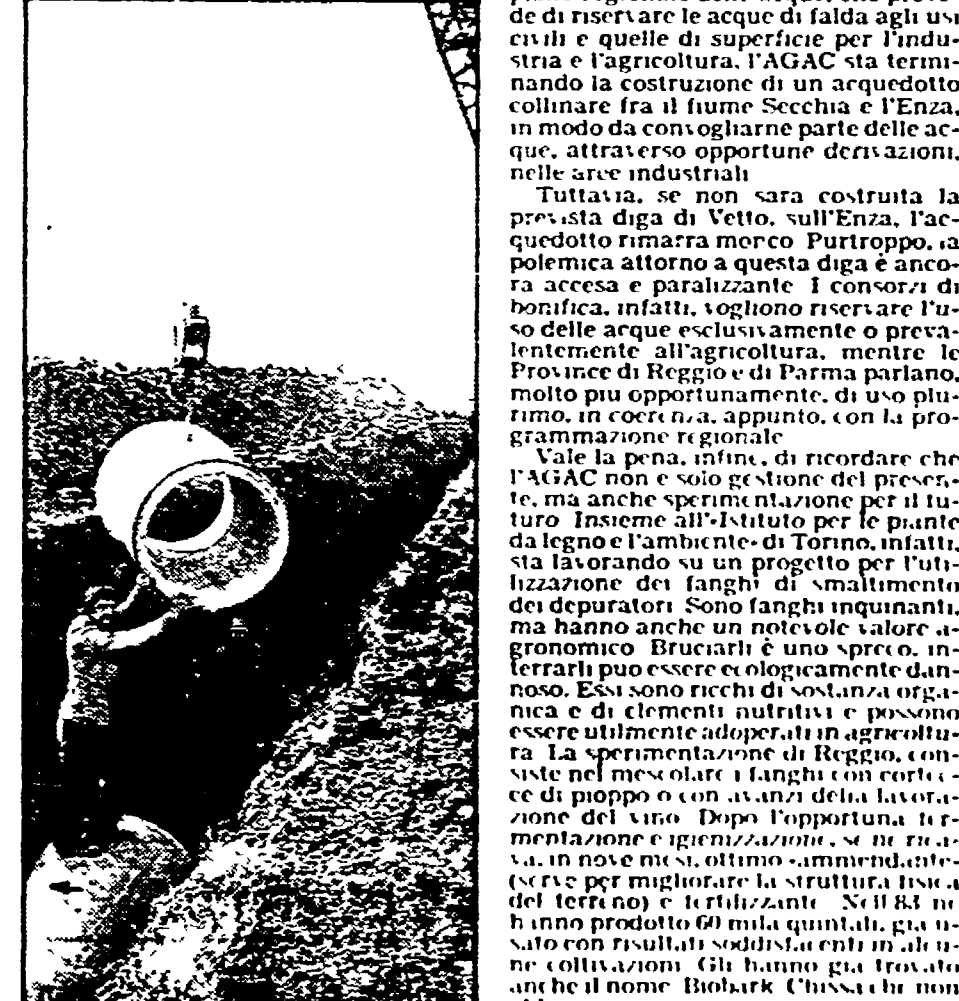 de di riservare le acque di falda agli usi
civili e quelle di superficie per l'indu-
stria e l'agricoltura, l'AGAC sta termi-
nando la costruzione di un acquedotto
collinare fra il fiume Secchia e l'Enza,
in modo da convogliarne parte delle ac-
que, attraverso opportune derivazioni,
nelle aree industriali
Tuttavia, se non sara costruita la
prevista diga di Vetto, sull'Enza, l'ac-
quedotto rimarra monco Purtroppo, la
polemica attorno a questa diga è anco-
ra accesa e paralizzante I consorzi di
bonifica, infatti, vogliono riservare l'u-
so delle acque esclusivamente o preva-
lentemente all'agricoltura, mentre le
Province di Reggio e di Parma parlano,
molto piu opportunamente, di uso plu-
rimo, in coerenza, appunto, con la pro-
grammazione regionale
Vale la pena, infine, di ricordare che
l'AGAC non e solo gestione del presen-
te, ma anche sperimentazione per il fu-
turo Insieme all'«Istituto per le piante
da legno e l'ambiente» di Torino, infatti,
sta lavorando su un progetto per l'uti-
lizzazione dei fanghi di smaltimento
dei depuratori Sono fanghi inquinanti,
ma hanno anche un notevole valore a-
gronomico Bruciarli è uno spreco, in-
terrarli puo essere ecologicamente dan-
noso. Essi sono ricchi di sostanza orga-
nica e di elementi nutritivi e possono
essere utilmente adoperati in agricoltu-
ra La sperimentazione di Reggio, con-
siste nel mescolare i fanghi con cortec-
ce di pioppo o con avanzi della lavora-
zione del vino Dopo l'opportuna fer-
mentazione e igienizzazione, se ne rica-
va, in nove mesi, ottimo «ammendante»
(serve per migliorare la struttura fisica
del terreno) e fertilizzante Nell'83 ne
hanno prodotto 60 mila quintali, gia u-
sato con risultati soddisfacenti in alcu-
ne coltivazioni Gli hanno gia trovato
anche il nome Biobark Chissa che non